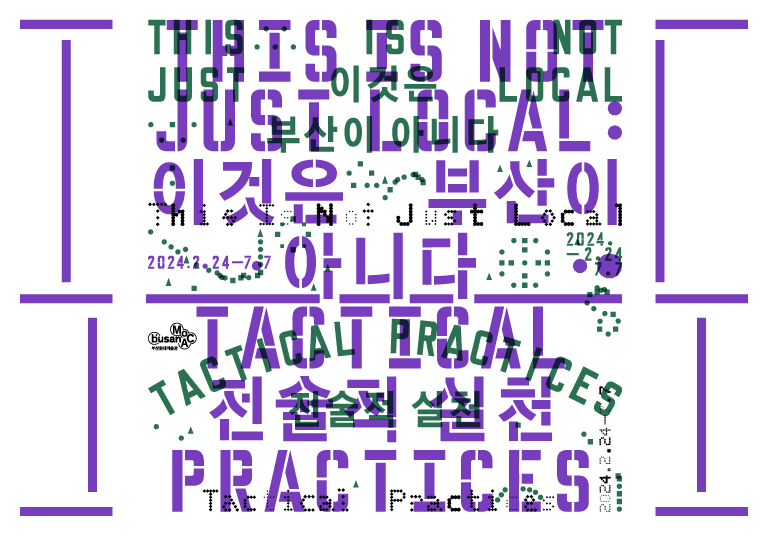 THIS IS NOT
THIS IS NOT
JUST 이것은 LOCAL
JUST LOCAL:
부산이 아니다
이것은 부산이
This Is Not Just Local
아니다
2024.2.24—7.7
2024.
—2.24
7.7
TACTICAL
busan MoCA
부산현대미술관
TACTICAL PRACTICES
전술적 실천
전술적 실천
PRACTICES
Tactical Practices
2024.2.24—7.7